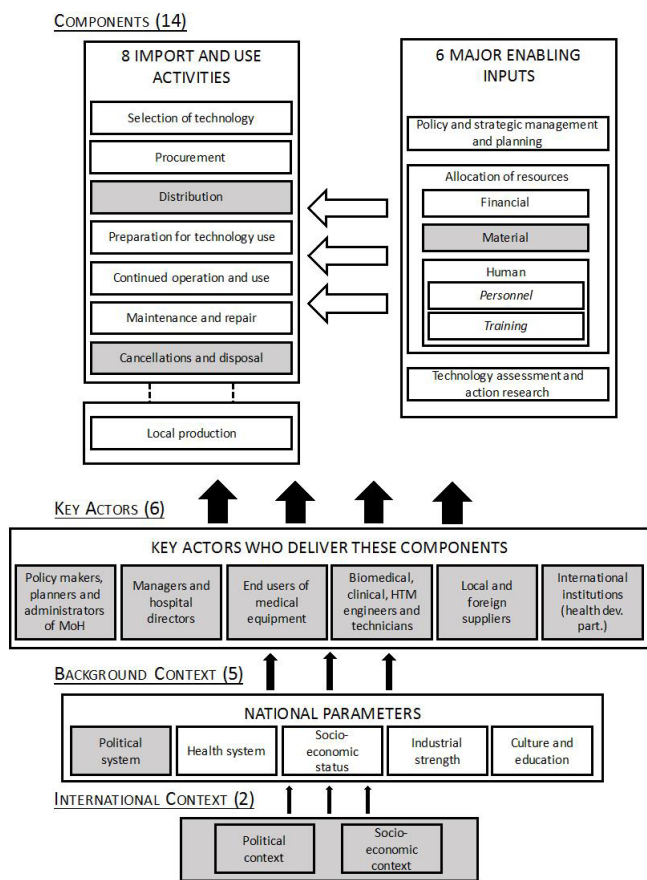 COMPONENTS (14)
8 IMPORT AND USE
ACTIVITIES
Selection of technology
Procurement
Distribution
Preparation for technology use
Continued operation and use
Maintenance and repair
Cancellations and disposal
Local production
6 MAJOR ENABLING
INPUTS
Policy and strategic management
and planning
Allocation of resources
Financial
Material
Human
Personnel
Training
Technology assessment and
action research
KEY ACTORS (6)
KEY ACTORS WHO DELIVER THESE COMPONENTS
Policy makers,
planners and
administrators
of MoH
Managers and
hospital
directors
End users of
medical
equipment
Biomedical,
clinical, HTM
engineers and
technicians
Local and
foreign
suppliers
International
institutions
(health dev.
part.)
BACKGROUND CONTEXT (5)
NATIONAL PARAMETERS
Political
system
Health system
Socio-
economic
status
Industrial
strength
Culture and
education
INTERNATIONAL CONTEXT (2)
Political
context
Socio-
economic
context